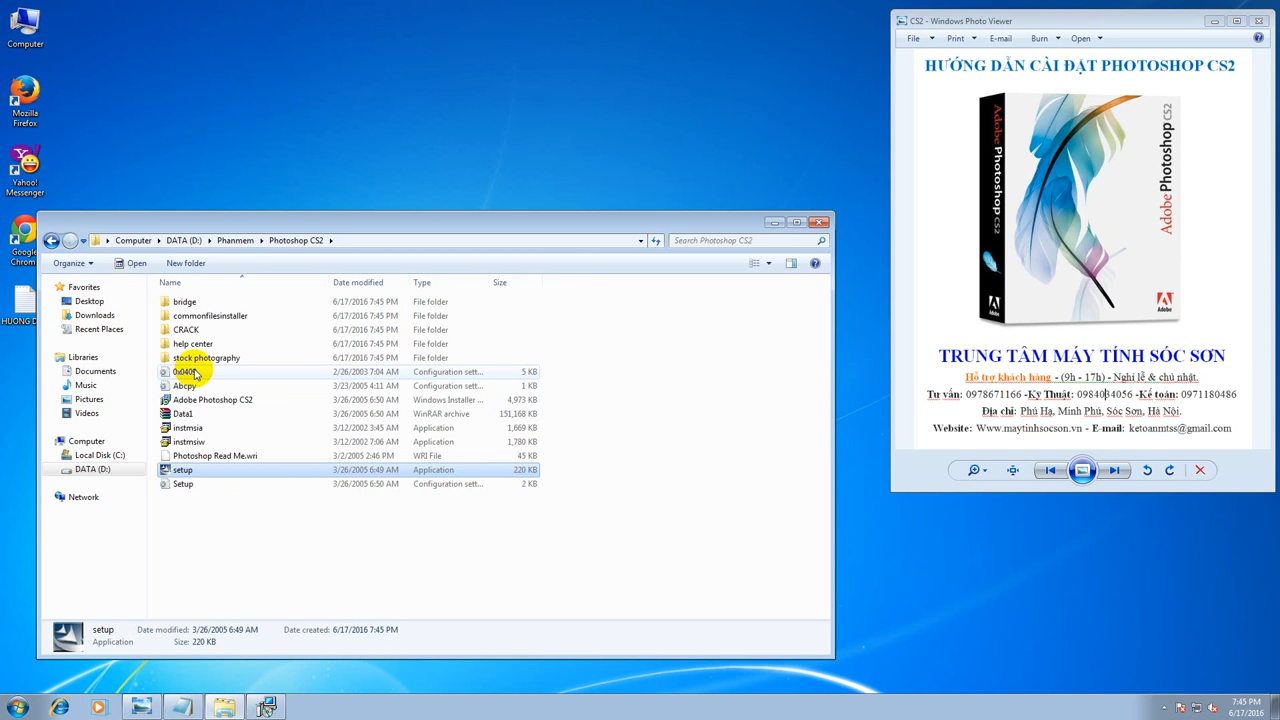 Computer
Mozilla
Firefox
Yahoo!
Messenger
Google
Chrom
HUONG D
Computer
DATA (D:)
Phanmem
Photoshop CS2
Search Photoshop CS2
Organize
Open
New folder
Name
Date modified
Type
Size
Favorites
Desktop
Downloads
Recent Places
Libraries
Documents
Music
Pictures
Videos
Computer
Local Disk (C:)
DATA (D:)
Network
bridge 6/17/2016 7:45 PM File folder
commonfilesinstaller 6/17/2016 7:45 PM File folder
CRACK 6/17/2016 7:45 PM File folder
help center 6/17/2016 7:45 PM File folder
stock photography 6/17/2016 7:45 PM File folder
0x0409 2/26/2003 7:04 AM Configuration sett... 5 KB
Abcpy 3/23/2005 4:11 AM Configuration sett... 1 KB
Adobe Photoshop CS2 3/26/2005 6:50 AM Windows Installer ... 4,973 KB
Data1 3/26/2005 6:50 AM WinRAR archive 151,168 KB
instmsia 3/12/2002 3:45 AM Application 1,669 KB
instmsiw 3/12/2002 7:06 AM Application 1,780 KB
Photoshop Read Me.wri 3/2/2005 2:46 PM WRI File 45 KB
setup 3/26/2005 6:49 AM Application 220 KB
Setup 3/26/2005 6:50 AM Configuration sett... 2 KB
setup Date modified: 3/26/2005 6:49 AM Date created: 6/17/2016 7:45 PM
Application Size: 220 KB
CS2 - Windows Photo Viewer
File Print E-mail Burn Open
HƯỚNG DẪN CÀI ĐẶT PHOTOSHOP CS2
Adobe Photoshop CS2
Adobe Photoshop CS2
Adobe
TRUNG TÂM MÁY TÍNH SÓC SƠN
Hỗ trợ khách hàng - (9h - 17h) - Nghỉ lễ & chủ nhật.
Tư vấn: 0978671166 -Kỹ Thuật: 0984034056 -Kế toán: 0971180486
Địa chỉ: Phú Hạ, Minh Phú, Sóc Sơn, Hà Nội.
Website: Www.maytinhsocson.vn - E-mail: ketoanmtss@gmail.com
7:45 PM
6/17/2016